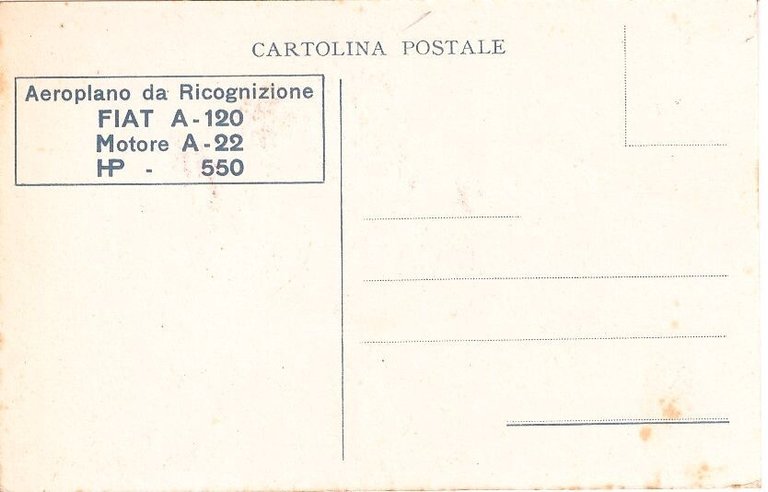 CARTOLINA POSTALE
Aeroplano da Ricognizione
FIAT A-120
Motore A-22
HP - 550